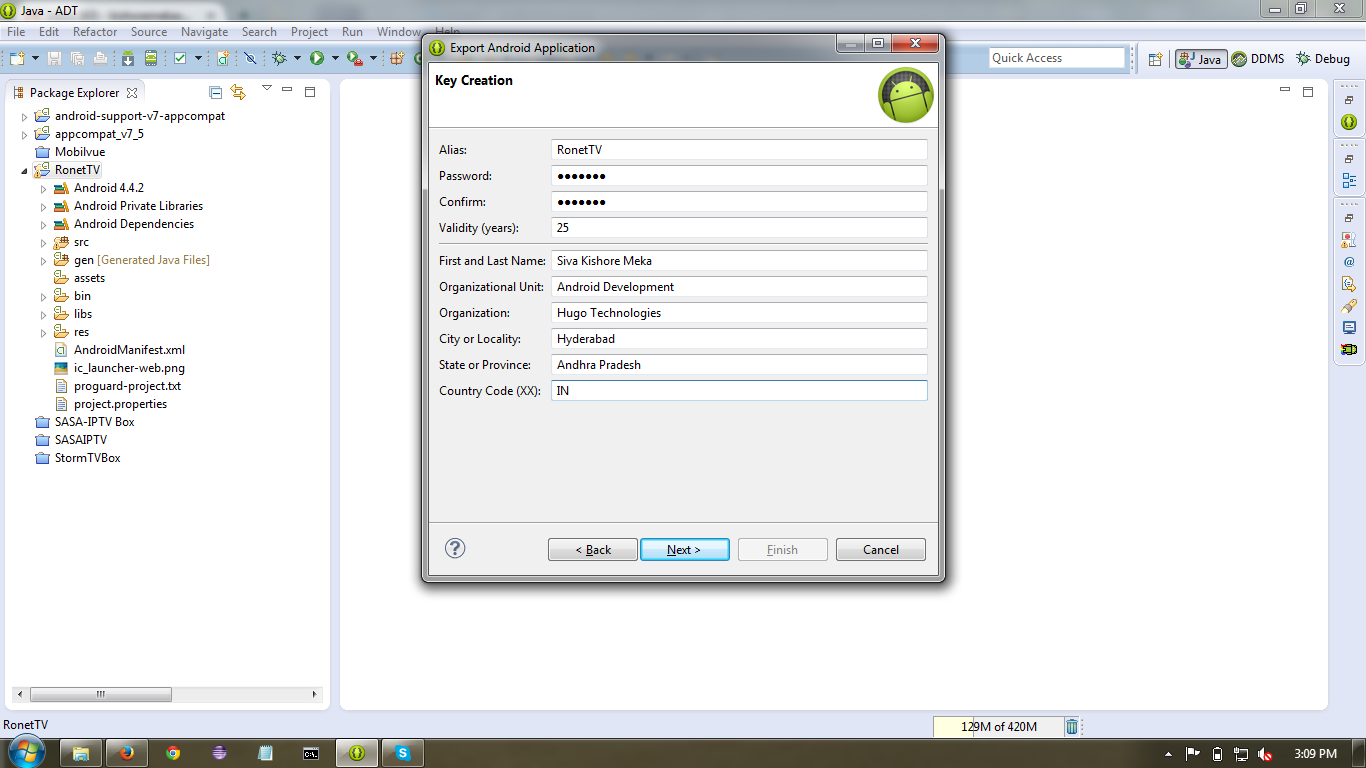 Java - ADT
File Edit Refactor Source Navigate Search Project Run Window Help
Quick Access
Java
DDMS
Debug
Package Explorer
android-support-v7-appcompat
appcompat_v7_5
Mobilvue
RonetTV
Android 4.4.2
Android Private Libraries
Android Dependencies
src
gen [Generated Java Files]
assets
bin
libs
res
AndroidManifest.xml
ic_launcher-web.png
proguard-project.txt
project.properties
SASA-IPTV Box
SASAIPTV
StormTVBox
Export Android Application
Key Creation
Alias: RonetTV
Password: ●●●●●●●
Confirm: ●●●●●●●
Validity (years): 25
First and Last Name: Siva Kishore Meka
Organizational Unit: Android Development
Organization: Hugo Technologies
City or Locality: Hyderabad
State or Province: Andhra Pradesh
Country Code (XX): IN
< Back
Next >
Finish
Cancel
RonetTV
129M of 420M
3:09 PM